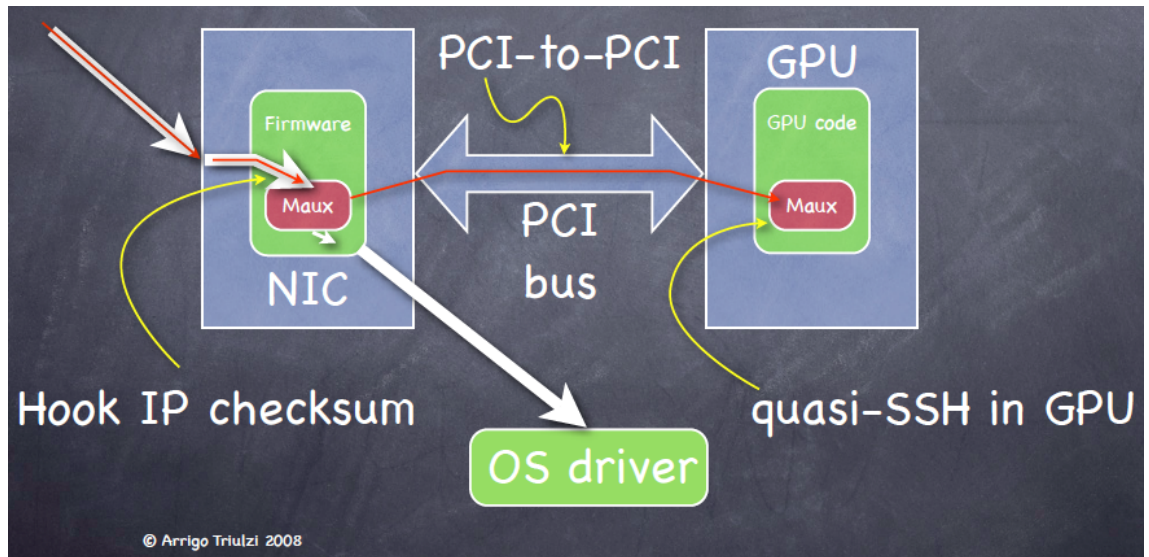 PCI-to-PCI
GPU
Firmware
GPU code
Maux
Maux
PCI
bus
NIC
Hook IP checksum
quasi-SSH in GPU
OS driver
© Arrigo Triulzi 2008